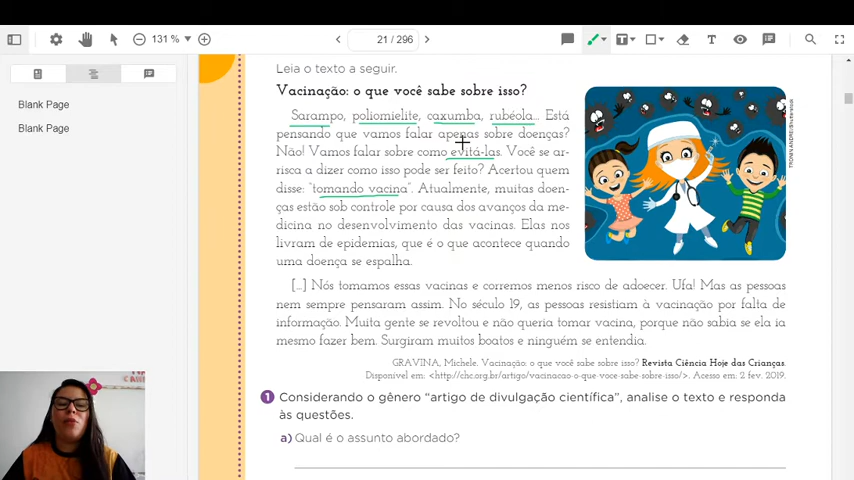 131 %
21 / 296
Blank Page
Blank Page
Leia o texto a seguir.
Vacinação: o que você sabe sobre isso?
Sarampo, poliomielite, caxumba, rubéola... Está
pensando que vamos falar apenas sobre doenças?
Não! Vamos falar sobre como evitá-las. Você se ar-
risca a dizer como isso pode ser feito? Acertou quem
disse: “tomando vacina”. Atualmente, muitas doen-
ças estão sob controle por causa dos avanços da me-
dicina no desenvolvimento das vacinas. Elas nos
livram de epidemias, que é o que acontece quando
uma doença se espalha.
[...] Nós tomamos essas vacinas e corremos menos risco de adoecer. Ufa! Mas as pessoas
nem sempre pensaram assim. No século 19, as pessoas resistiam à vacinação por falta de
informação. Muita gente se revoltou e não queria tomar vacina, porque não sabia se ela ia
mesmo fazer bem. Surgiram muitos boatos e ninguém se entendia.
GRAVINA, Michele. Vacinação: o que você sabe sobre isso? Revista Ciência Hoje das Crianças.
Disponível em: <http://chc.org.br/artigo/vacinacao-o-que-voce-sabe-sobre-isso/>. Acesso em: 2 fev. 2019.
1 Considerando o gênero “artigo de divulgação científica”, analise o texto e responda
às questões.
a) Qual é o assunto abordado?